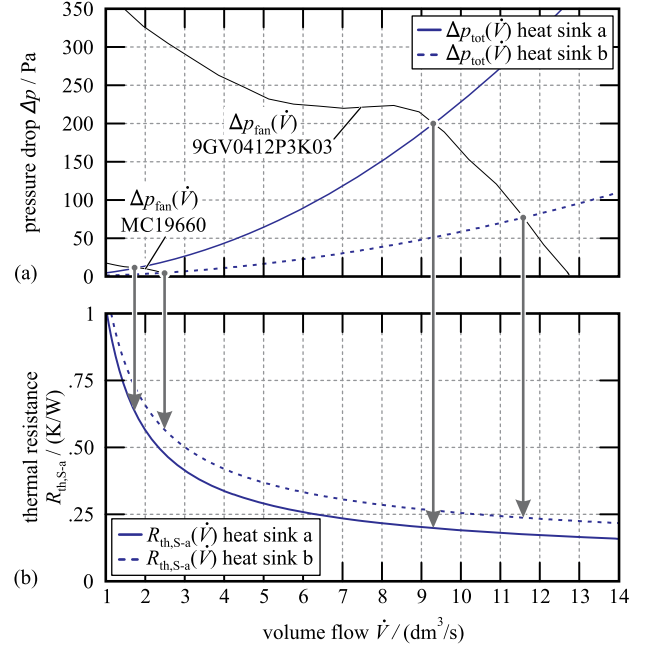 350
300
250
200
150
100
50
0
pressure drop Δp / Pa
Δp_tot(V̇) heat sink a
Δp_tot(V̇) heat sink b
Δp_fan(V̇)
9GV0412P3K03
Δp_fan(V̇)
MC19660
(a)
1
.75
.50
.25
0
thermal resistance
R_th,S-a / (K/W)
R_th,S-a(V̇) heat sink a
R_th,S-a(V̇) heat sink b
(b)
1 2 3 4 5 6 7 8 9 10 11 12 13 14
volume flow V̇ / (dm³/s)